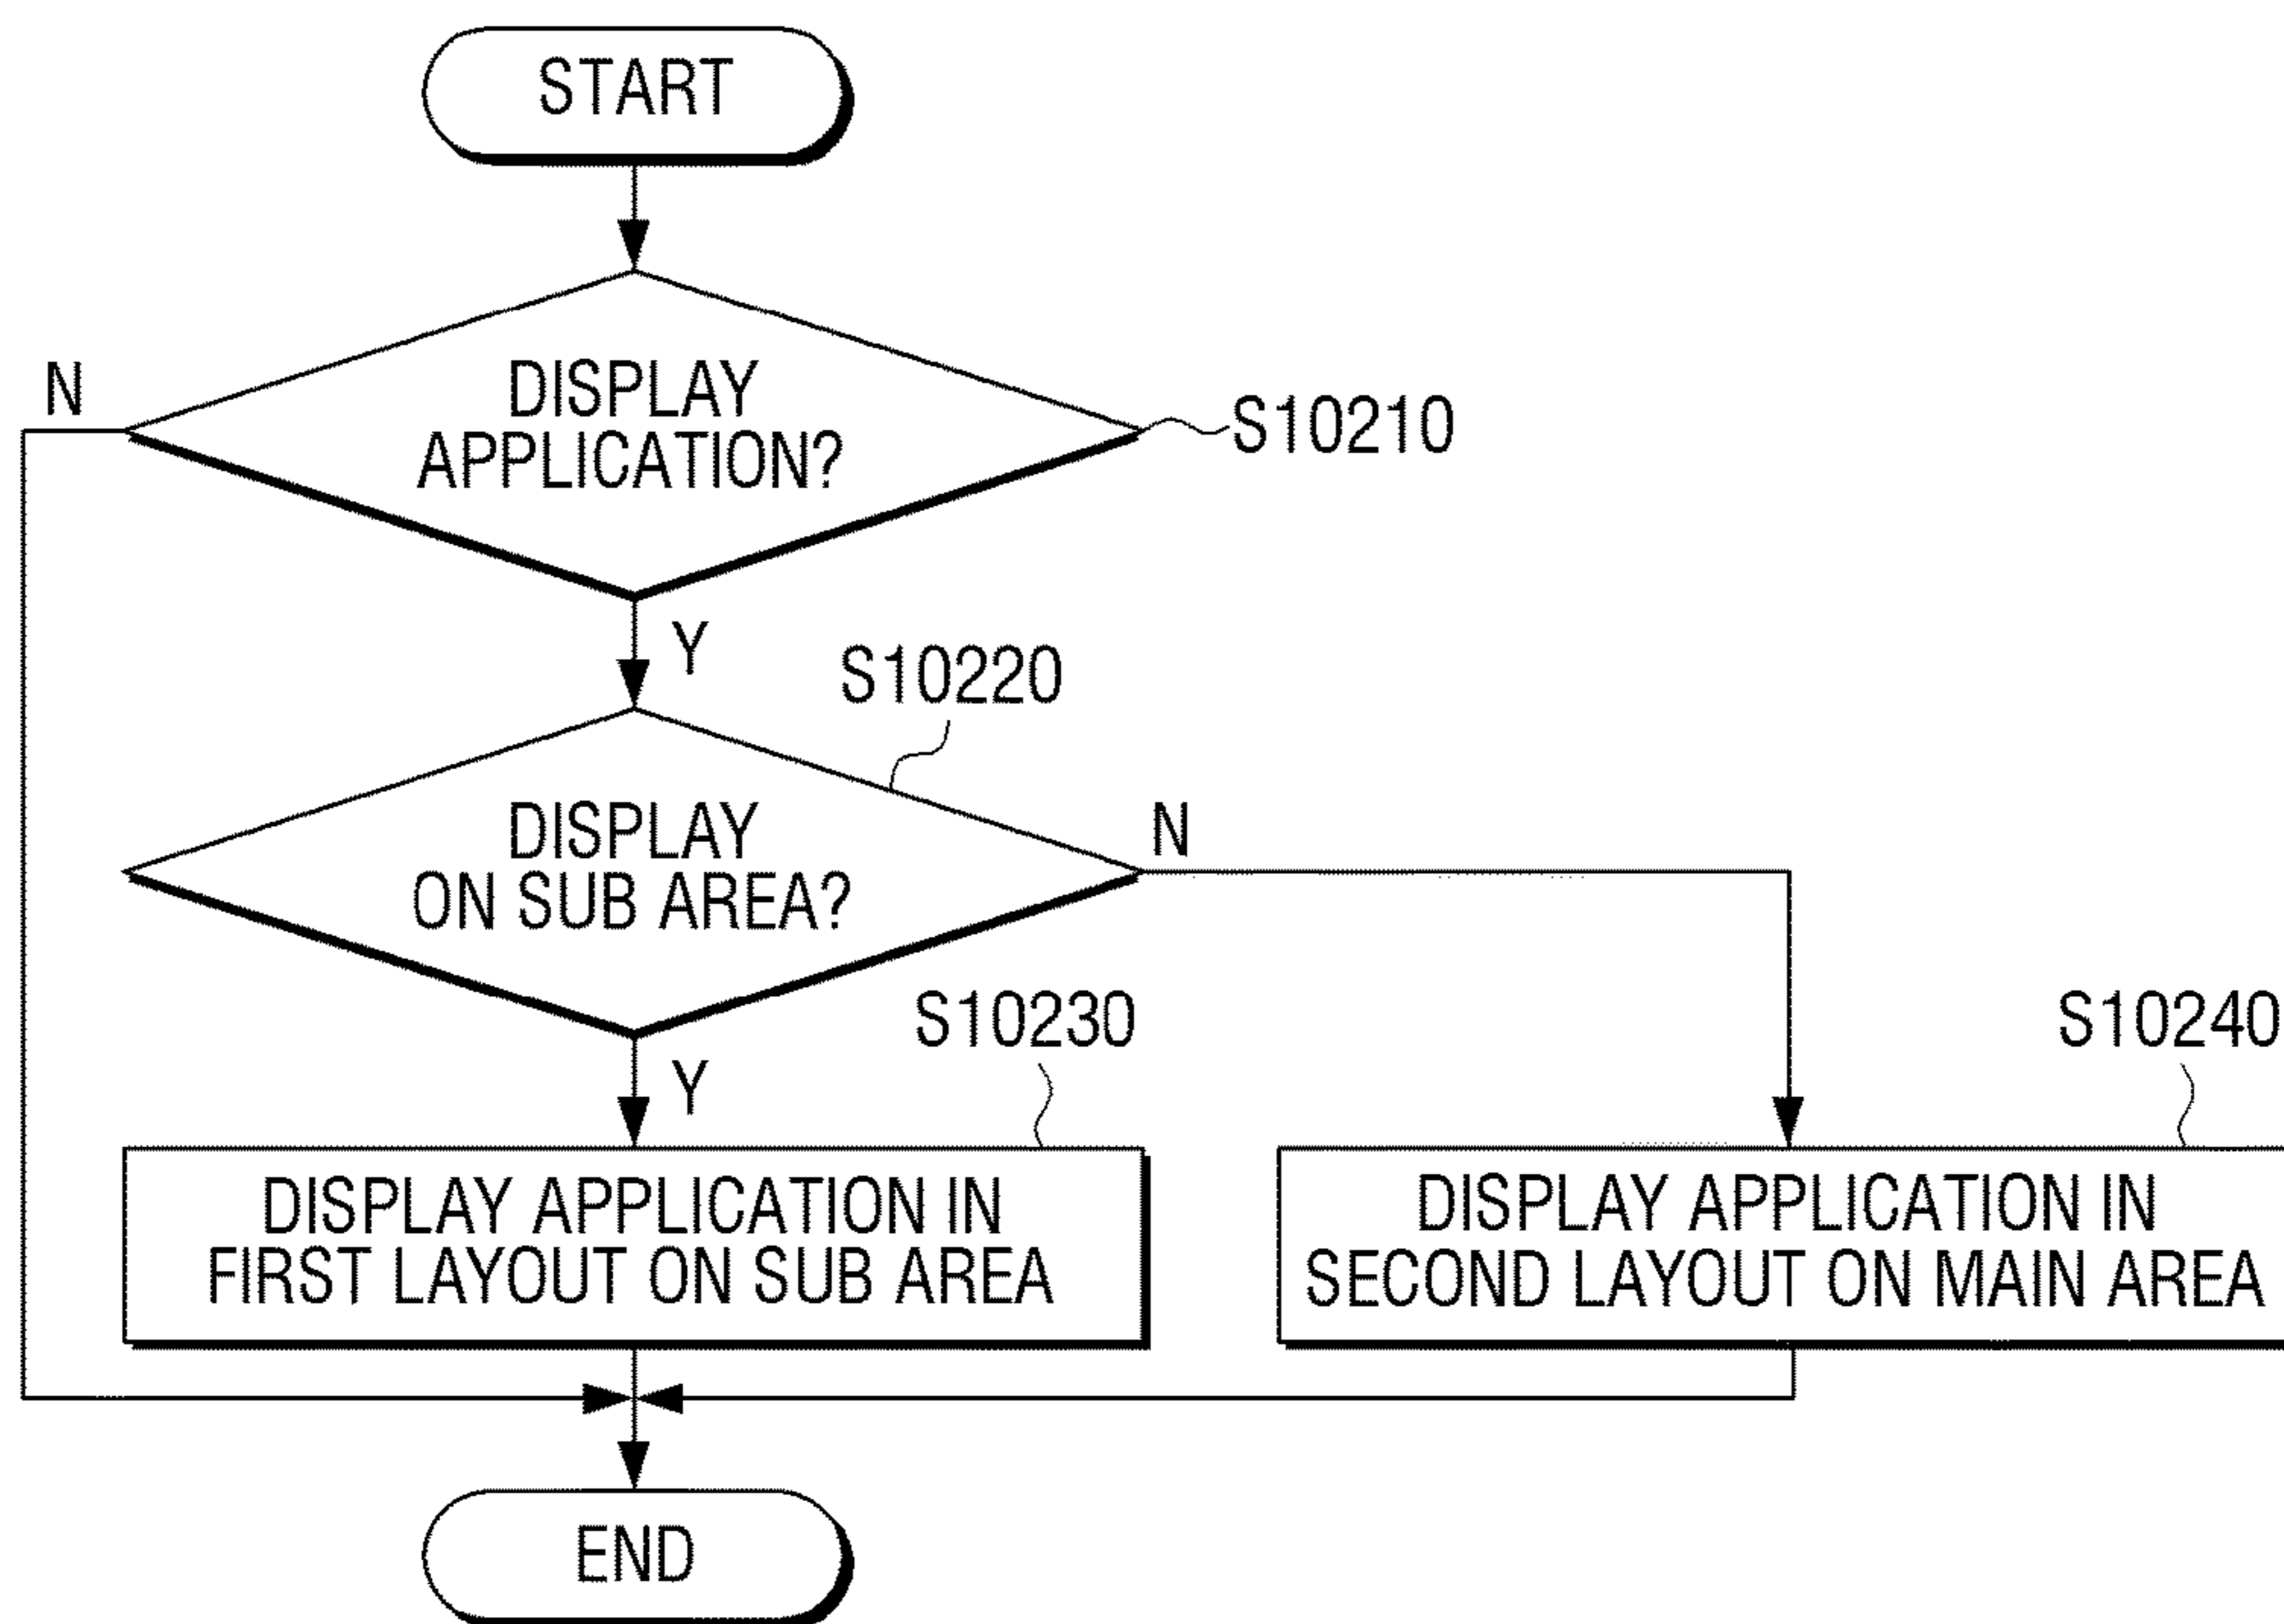 START
N
DISPLAY
APPLICATION?
S10210
Y
S10220
DISPLAY
ON SUB AREA?
N
Y
S10230
S10240
DISPLAY APPLICATION IN
FIRST LAYOUT ON SUB AREA
DISPLAY APPLICATION IN
SECOND LAYOUT ON MAIN AREA
END